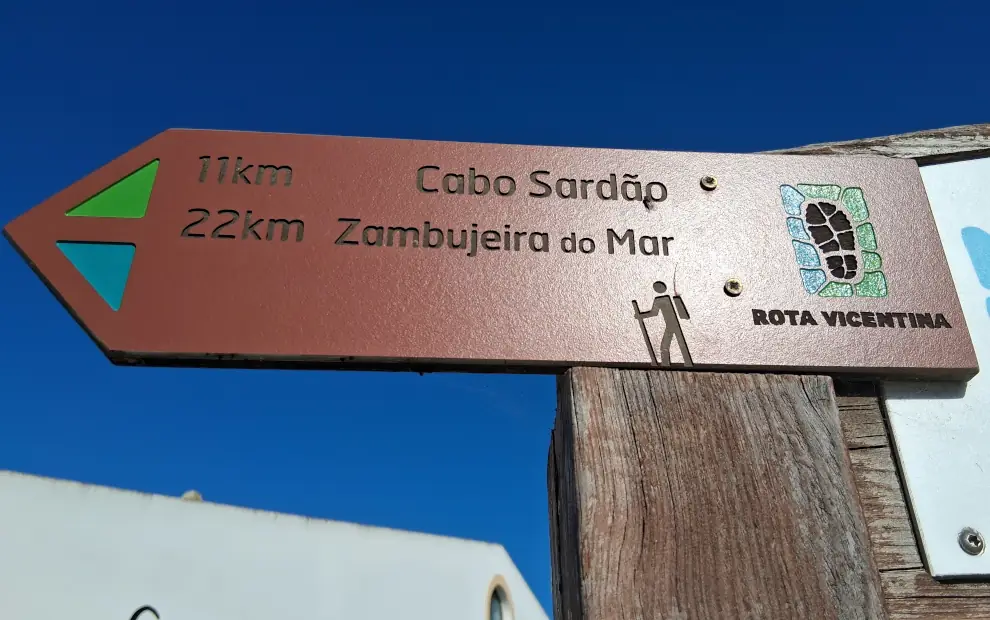 11km Cabo Sardão
22km Zambujeira do Mar
ROTA VICENTINA